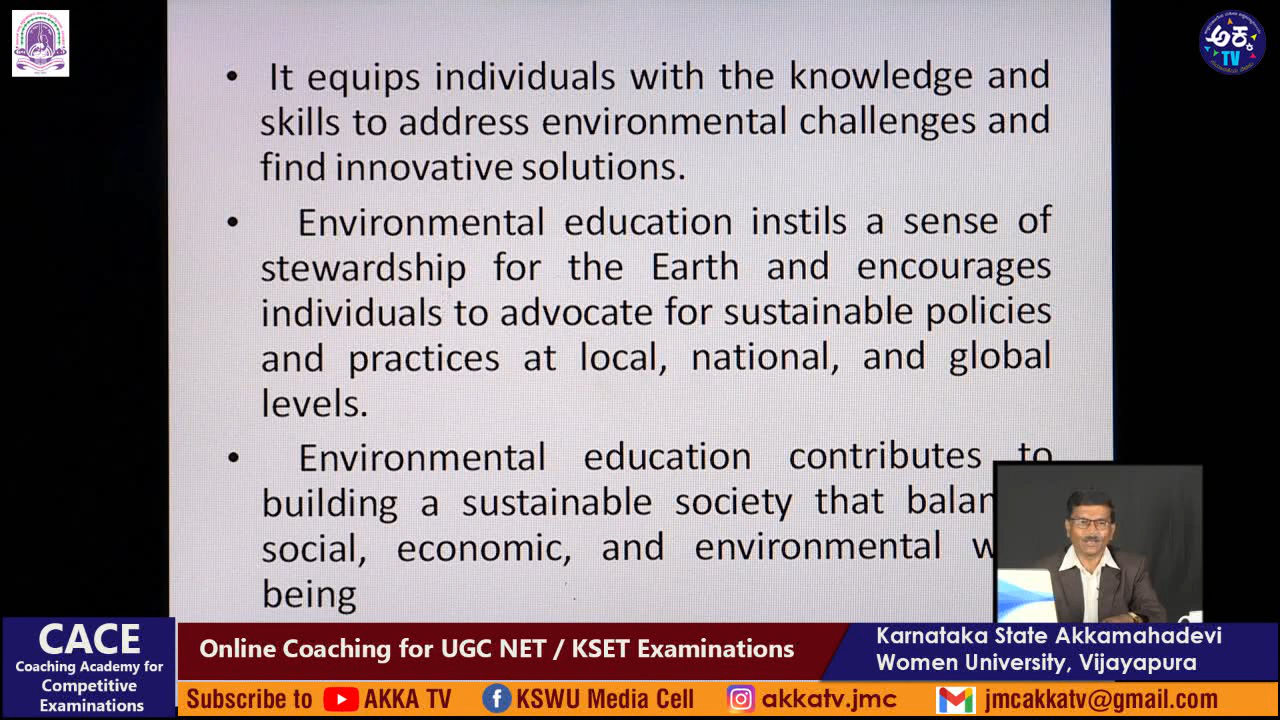 ಅಕ್ಕ
TV
• It equips individuals with the knowledge and
skills to address environmental challenges and
find innovative solutions.
• Environmental education instils a sense of
stewardship for the Earth and encourages
individuals to advocate for sustainable policies
and practices at local, national, and global
levels.
• Environmental education contributes to
building a sustainable society that
social, economic, and environmental
being
CACE
Coaching Academy for
Competitive
Examinations
Online Coaching for UGC NET / KSET Examinations
Karnataka State Akkamahadevi
Women University, Vijayapura
Subscribe to AKKA TV KSWU Media Cell akkatv.jmc jmcakkatv@gmail.com